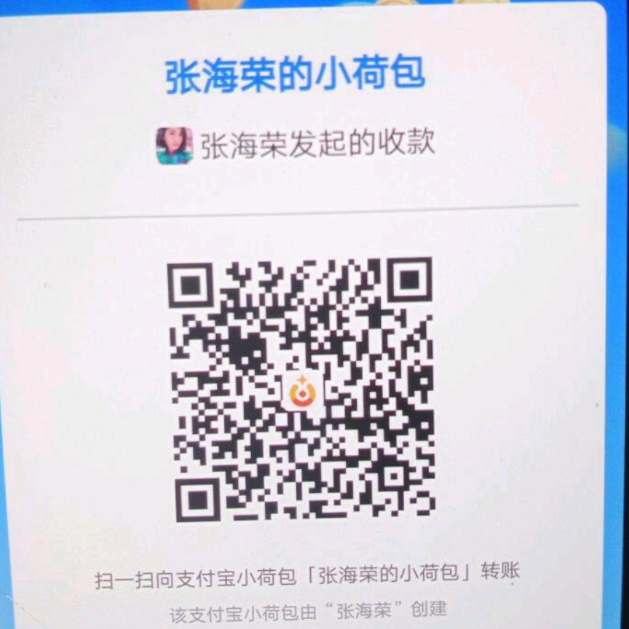 张海荣的小荷包
张海荣发起的收款
扫一扫向支付宝小荷包「张海荣的小荷包」转账
该支付宝小荷包由“张海荣”创建